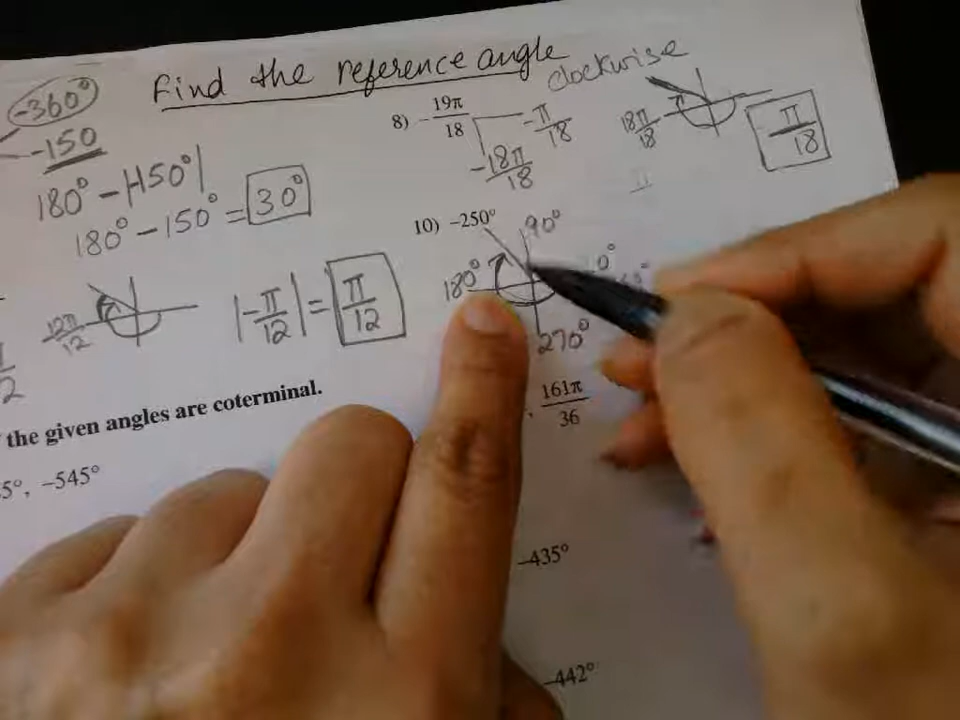 Find the reference angle
clockwise
-360°
-150
180° - |-150°|
180° - 150° = 30°
8) -19π/18
-π/18
-18π/18
18π/18
-π/18
10) -250°
90°
180°
270°
12π/12
|-π/12| = π/12
the given angles are coterminal.
5°, -545°
, 161π/36
-435°
-442°